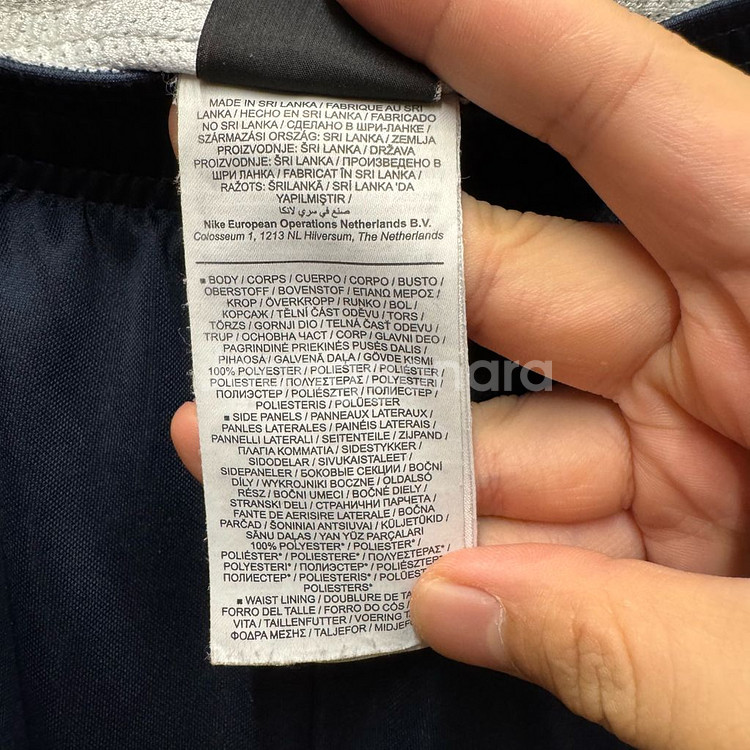 MADE IN SRI LANKA / FABRIQUÉ AU SRI
LANKA / HECHO EN SRI LANKA / FABRICADO
NO SRI LANKA / СДЕЛАНО В ШРИ-ЛАНКЕ /
SZÁRMAZÁSI ORSZÁG: SRI LANKA / ZEMLJA
PROIZVODNJE: ŠRI LANKA / DRŽAVA
PROIZVODNJE: ŠRI LANKA / ПРОИЗВЕДЕНО В
ШРИ ЛАНКА / FABRICAT ÎN SRI LANKA /
RAŽOTS: ŠRILANKĀ / SRİ LANKA 'DA
YAPILMIŞTIR /
صنع في سري لانكا
Nike European Operations Netherlands B.V.
Colosseum 1, 1213 NL Hilversum, The Netherlands
■ BODY / CORPS / CUERPO / CORPO / BUSTO /
OBERSTOFF / BOVENSTOF / ΕΠΑΝΩ ΜΕΡΟΣ /
KROP / ÖVERKROPP / RUNKO / BOL /
КОРСАЖ / TĚLNÍ ČÁST ODĚVU / TORS /
TÖRZS / GORNJI DIO / TELNÁ ČASŤ ODEVU /
TRUP / ОСНОВНА ЧАСТ / CORP / GLAVNI DEO /
PAGRINDINĖ PRIEKINĖS PUSĖS DALIS /
PIHAOSA / GALVENĀ DAĻA / GÖVDE KISMI
100% POLYESTER / POLIESTER / POLIÉSTER /
POLIESTERE / ΠΟΛΥΕΣΤΕΡΑΣ / POLYESTERI /
ПОЛИЭСТЕР / POLIÉSZTER / ПОЛИЕСТЕР /
POLIESTERIS / POLÜESTER
■ SIDE PANELS / PANNEAUX LATERAUX /
PANLES LATERALES / PAINÉIS LATERAIS /
PANNELLI LATERALI / SEITENTEILE / ZIJPAND /
ΠΛΑΓΙΑ ΚΟΜΜΑΤΙΑ / SIDESTYKKER /
SIDODELAR / SIVUKAISTALEET /
SIDEPANELER / БОКОВЫЕ СЕКЦИИ / BOČNÍ
DÍLY / WYKROJNIKI BOCZNE / OLDALSÓ
RÉSZ / BOČNI UMECI / BOČNÉ DIELY /
STRANSKI DELI / СТРАНИЧНИ ПАРЧЕТА /
FANTE DE AERISIRE LATERALE / BOČNA
PARČAD / ŠONINIAI ANTSIUVAI / KÜLJETÜKID /
SĀNU DAĻAS / YAN YÜZ PARÇALARI
100% POLYESTER* / POLIESTER* /
POLIÉSTER* / POLIESTERE* / ΠΟΛΥΕΣΤΕΡΑΣ* /
POLYESTERI* / ПОЛИЭСТЕР* / POLIÉSZTER*
ПОЛИЕСТЕР* / POLIESTERIS* / POLÜEST
POLIESTERS*
■ WAIST LINING / DOUBLURE DE TA
FORRO DEL TALLE / FORRO DO CÓS /
VITA / TAILLENFUTTER / VOERING T
ΦΟΔΡΑ ΜΕΣΗΣ / TALJEFOR / MIDJEF
nara